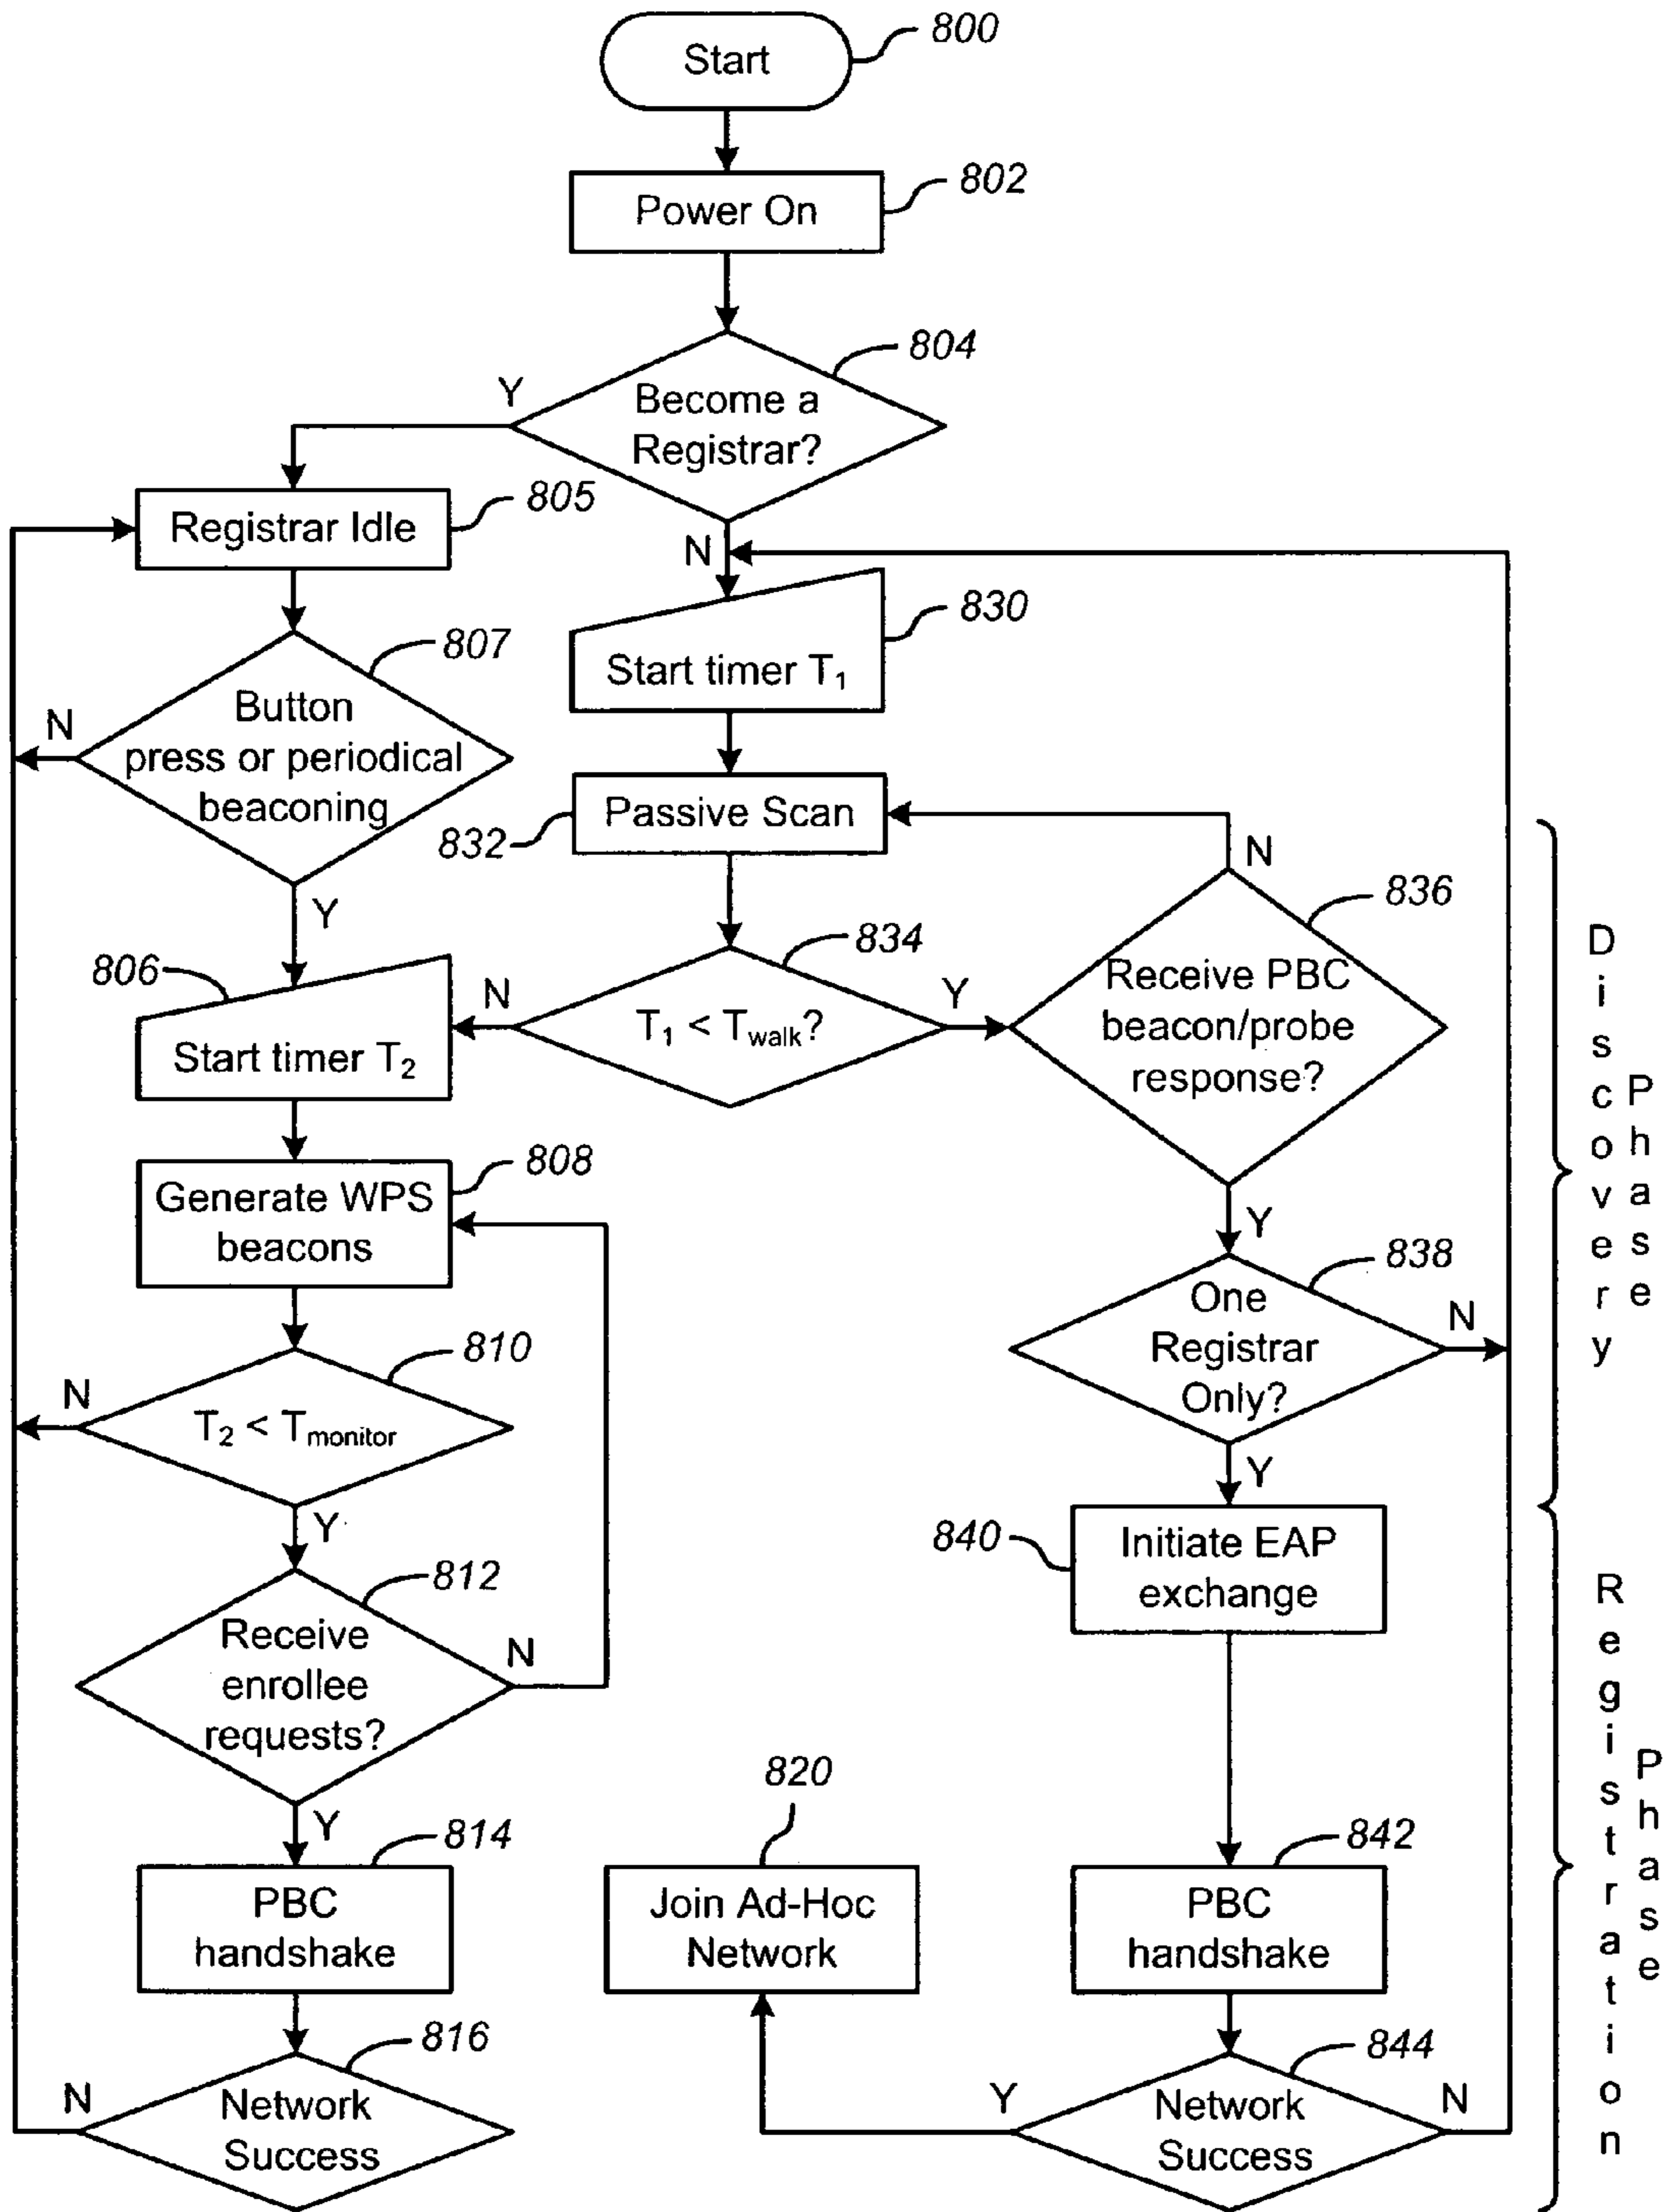 Start
800
Power On
802
804
Become a
Registrar?
Y
N
Registrar Idle
805
807
Button
press or periodical
beaconing
N
Y
Start timer T₁
830
Passive Scan
832
834
T₁ < Twalk?
N
Y
836
Receive PBC
beacon/probe
response?
N
Y
806
Start timer T₂
808
Generate WPS
beacons
838
One
Registrar
Only?
N
Y
810
T₂ < Tmonitor
N
Y
812
Receive
enrollee
requests?
N
Y
840
Initiate EAP
exchange
814
PBC
handshake
820
Join Ad-Hoc
Network
842
PBC
handshake
816
Network
Success
N
844
Network
Success
Y
N
Discovery
Phase
Registration
Phase